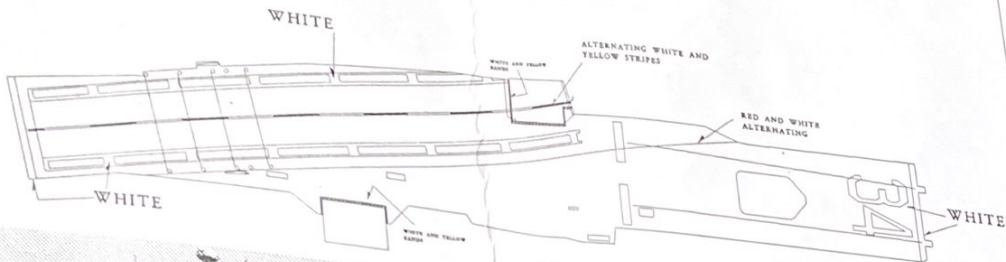 WHITE
ALTERNATING WHITE AND
YELLOW STRIPES
WHITE AND YELLOW
BANDS
RED AND WHITE
ALTERNATING
34
WHITE
WHITE
WHITE AND YELLOW
BANDS